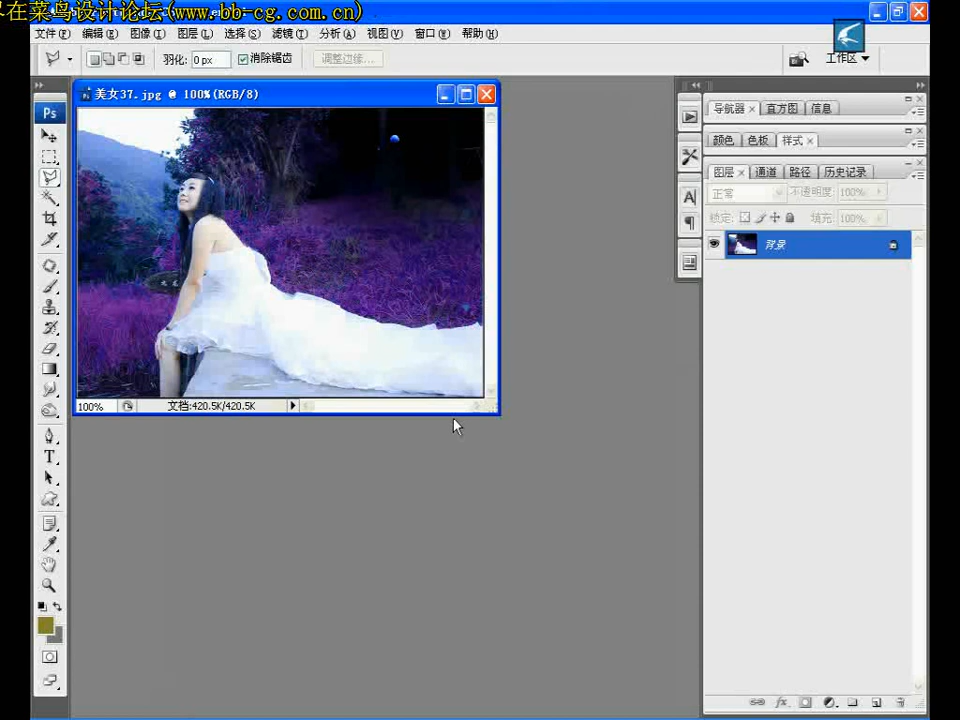 在菜鸟设计论坛(www.bb-cg.com.cn)
文件(F) 编辑(E) 图像(I) 图层(L) 选择(S) 滤镜(T) 分析(A) 视图(V) 窗口(W) 帮助(H)
羽化: 0 px 消除锯齿 调整边缘... 工作区
Ps
美女37.jpg @ 100%(RGB/8)
导航器 直方图 信息
颜色 色板 样式
图层 通道 路径 历史记录
正常 不透明度: 100%
锁定: 填充: 100%
背景
100% 文档:420.5K/420.5K